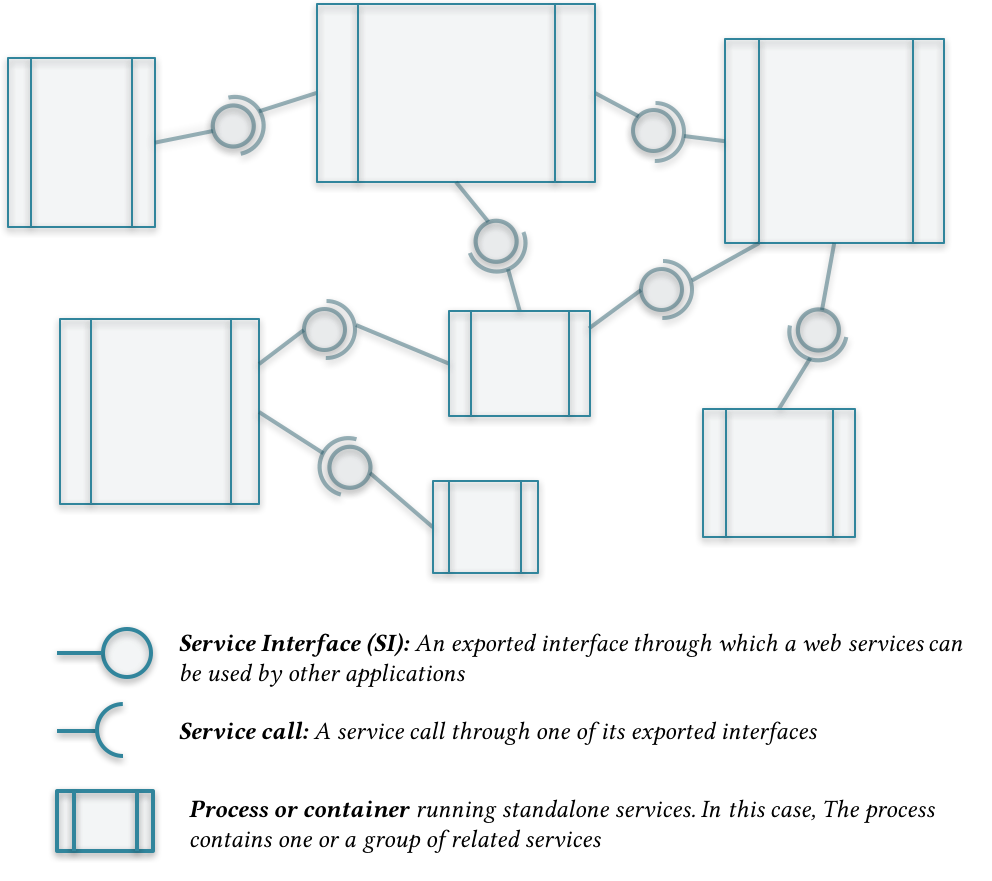 Service Interface (SI): An exported interface through which a web services can
be used by other applications
Service call: A service call through one of its exported interfaces
Process or container running standalone services. In this case, The process
contains one or a group of related services